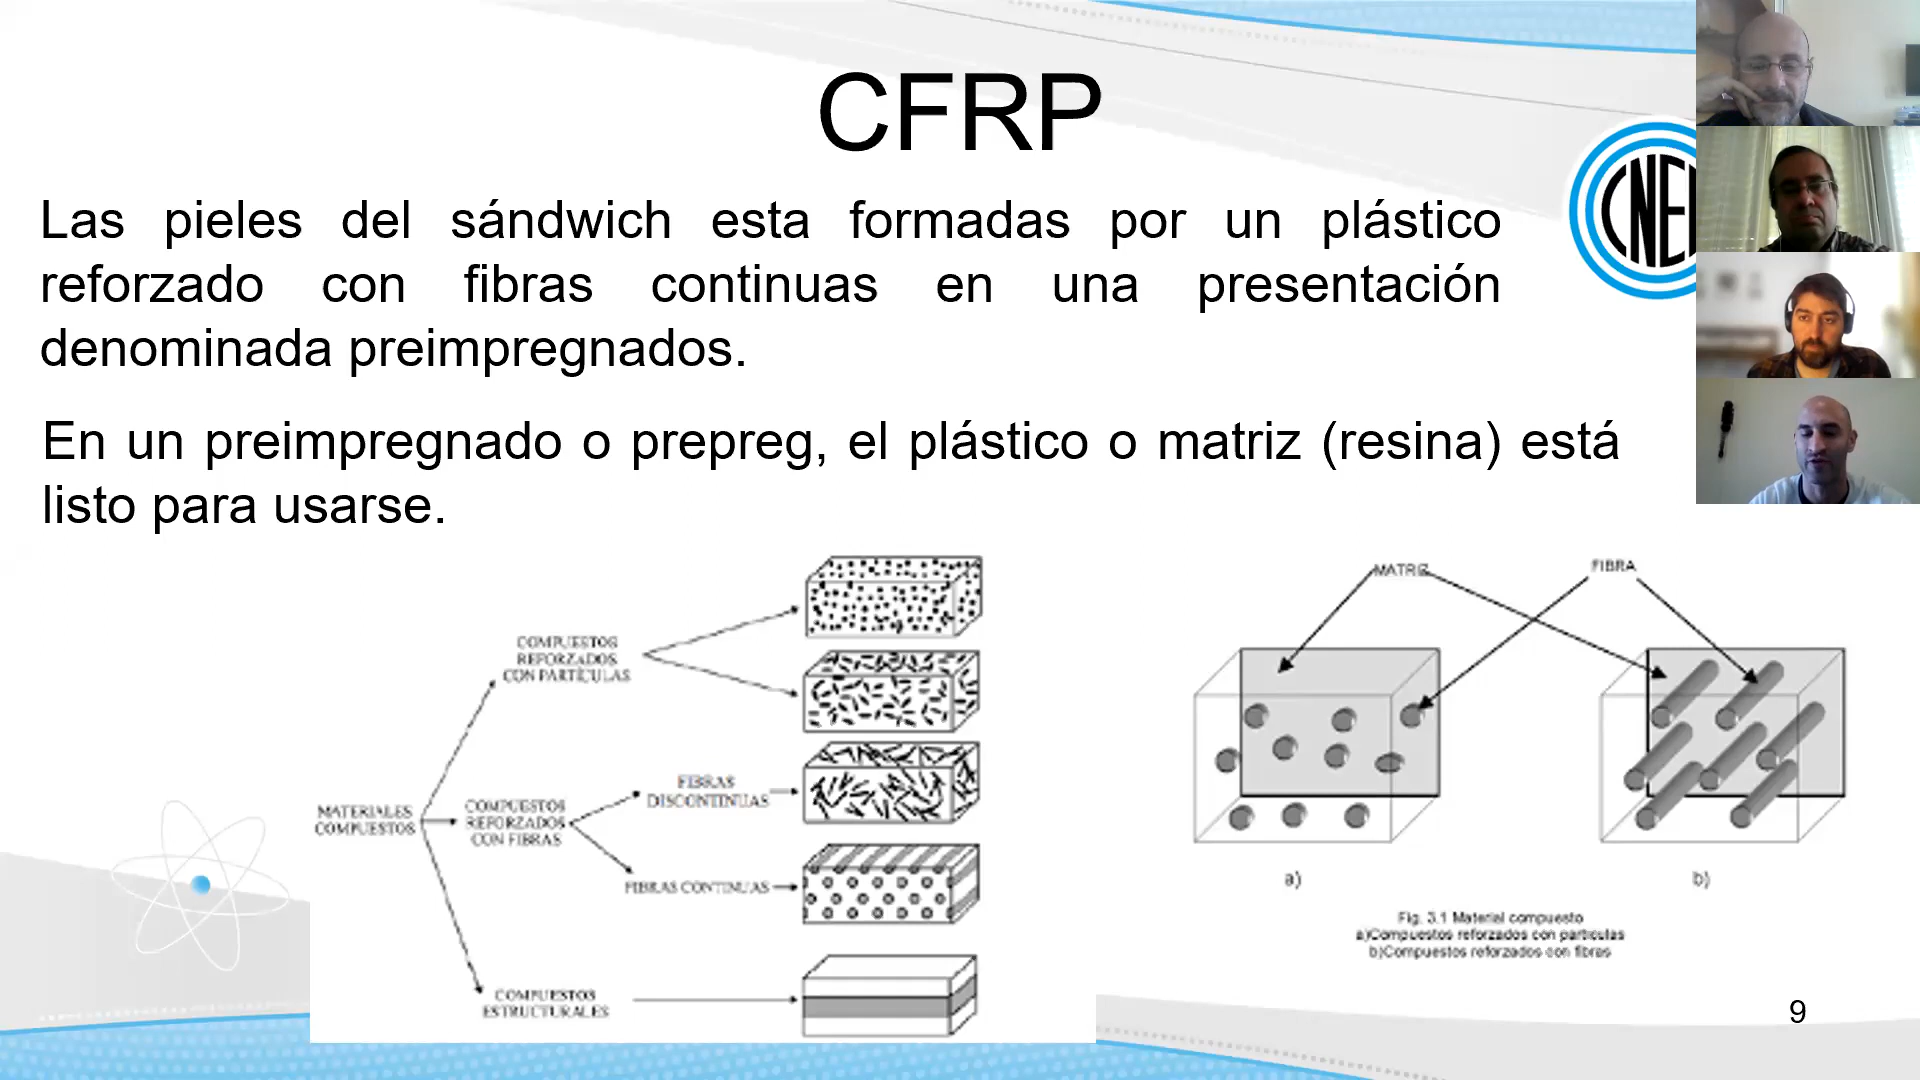 CFRP
Las pieles del sándwich esta formadas por un plástico
reforzado con fibras continuas en una presentación
denominada preimpregnados.
En un preimpregnado o prepreg, el plástico o matriz (resina) está
listo para usarse.
CNE
COMPUESTOS
REFORZADOS
CON PARTÍCULAS
MATERIALES
COMPUESTOS
COMPUESTOS
REFORZADOS
CON FIBRAS
FIBRAS
DISCONTINUAS
FIBRAS CONTINUAS
COMPUESTOS
ESTRUCTURALES
MATRIZ
FIBRA
a)
b)
Fig. 3.1 Material compuesto
a)Compuestos reforzados con partículas
b)Compuestos reforzados con fibras
9